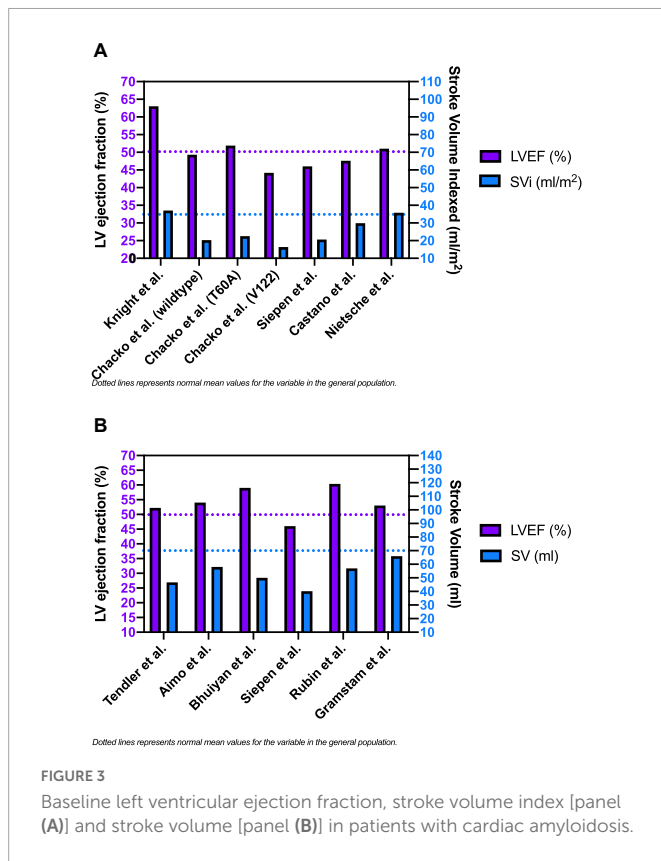 A
LV ejection fraction (%)
70
65
60
55
50
45
40
35
30
25
20
0
110
100
90
80
70
60
50
40
30
20
10
Stroke Volume Indexed (ml/m²)
LVEF (%)
SVi (ml/m²)
Knight et al.
Chacko et al. (wildtype)
Chacko et al. (T60A)
Chacko et al. (V122)
Siepen et al.
Castano et al.
Nietsche et al.
Dotted lines represents normal mean values for the variable in the general population.
B
LV ejection fraction (%)
70
65
60
55
50
45
40
35
30
25
20
15
10
140
130
120
110
100
90
80
70
60
50
40
30
20
10
Stroke Volume (ml)
LVEF (%)
SV (ml)
Tendler et al.
Aimo et al.
Bhuiyan et al.
Siepen et al.
Rubin et al.
Gramstam et al.
Dotted lines represents normal mean values for the variable in the general population.
FIGURE 3
Baseline left ventricular ejection fraction, stroke volume index [panel
(A)] and stroke volume [panel (B)] in patients with cardiac amyloidosis.